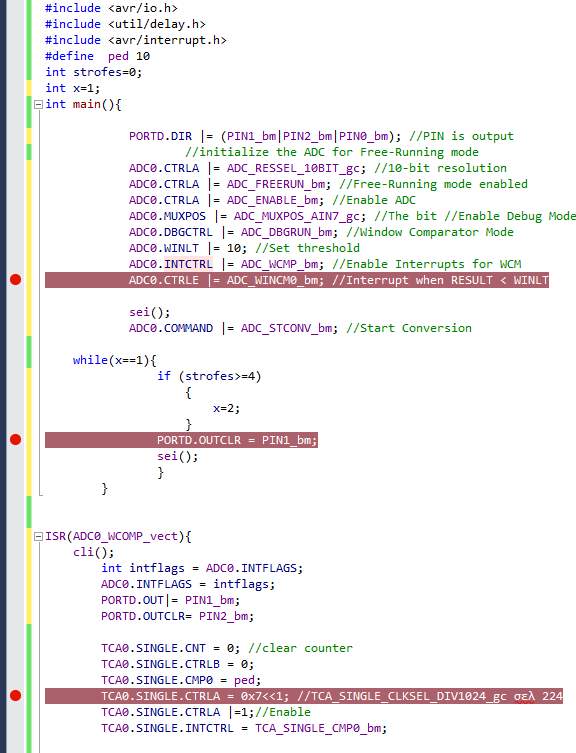 #include <avr/io.h>
#include <util/delay.h>
#include <avr/interrupt.h>
#define  ped 10
int strofes=0;
int x=1;
int main(){
PORTD.DIR |= (PIN1_bm|PIN2_bm|PIN0_bm); //PIN is output
//initialize the ADC for Free-Running mode
ADC0.CTRLA |= ADC_RESSEL_10BIT_gc; //10-bit resolution
ADC0.CTRLA |= ADC_FREERUN_bm; //Free-Running mode enabled
ADC0.CTRLA |= ADC_ENABLE_bm; //Enable ADC
ADC0.MUXPOS |= ADC_MUXPOS_AIN7_gc; //The bit //Enable Debug Mode
ADC0.DBGCTRL |= ADC_DBGRUN_bm; //Window Comparator Mode
ADC0.WINLT |= 10; //Set threshold
ADC0.INTCTRL |= ADC_WCMP_bm; //Enable Interrupts for WCM
ADC0.CTRLE |= ADC_WINCM0_bm; //Interrupt when RESULT < WINLT
sei();
ADC0.COMMAND |= ADC_STCONV_bm; //Start Conversion
while(x==1){
if (strofes>=4)
{
x=2;
}
PORTD.OUTCLR = PIN1_bm;
sei();
}
}
ISR(ADC0_WCOMP_vect){
cli();
int intflags = ADC0.INTFLAGS;
ADC0.INTFLAGS = intflags;
PORTD.OUT|= PIN1_bm;
PORTD.OUTCLR= PIN2_bm;
TCA0.SINGLE.CNT = 0; //clear counter
TCA0.SINGLE.CTRLB = 0;
TCA0.SINGLE.CMP0 = ped;
TCA0.SINGLE.CTRLA = 0x7<<1; //TCA_SINGLE_CLKSEL_DIV1024_gc σελ 224
TCA0.SINGLE.CTRLA |=1;//Enable
TCA0.SINGLE.INTCTRL = TCA_SINGLE_CMP0_bm;